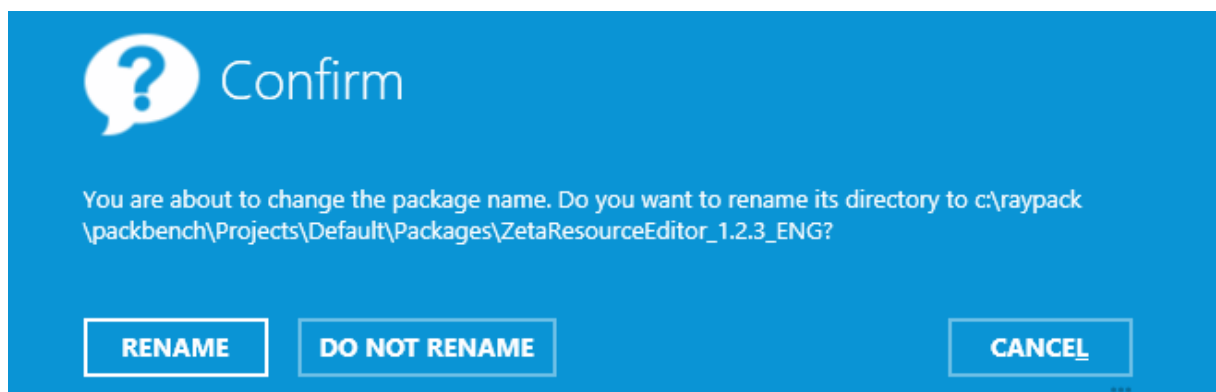 Confirm
You are about to change the package name. Do you want to rename its directory to c:\raypack
\packbench\Projects\Default\Packages\ZetaResourceEditor_1.2.3_ENG?
RENAME
DO NOT RENAME
CANCEL